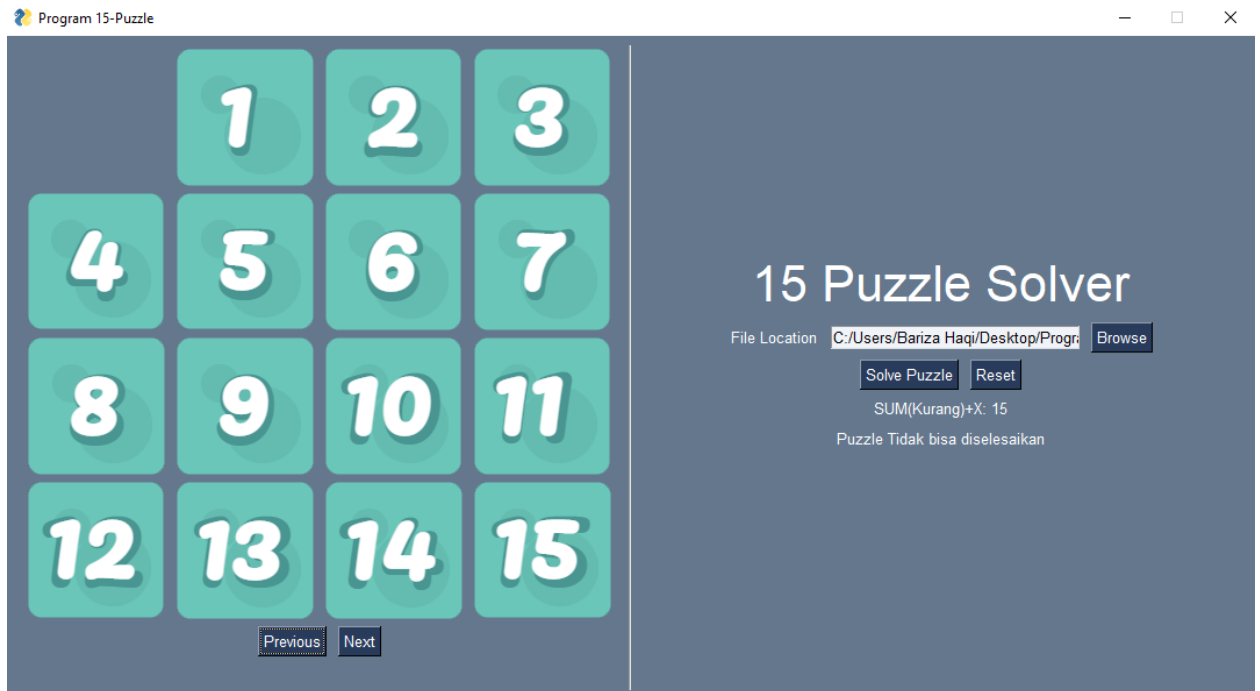 Program 15-Puzzle
1 2 3
4 5 6 7
8 9 10 11
12 13 14 15
Previous Next
15 Puzzle Solver
File Location C:/Users/Bariza Haqi/Desktop/Progra Browse
Solve Puzzle Reset
SUM(Kurang)+X: 15
Puzzle Tidak bisa diselesaikan